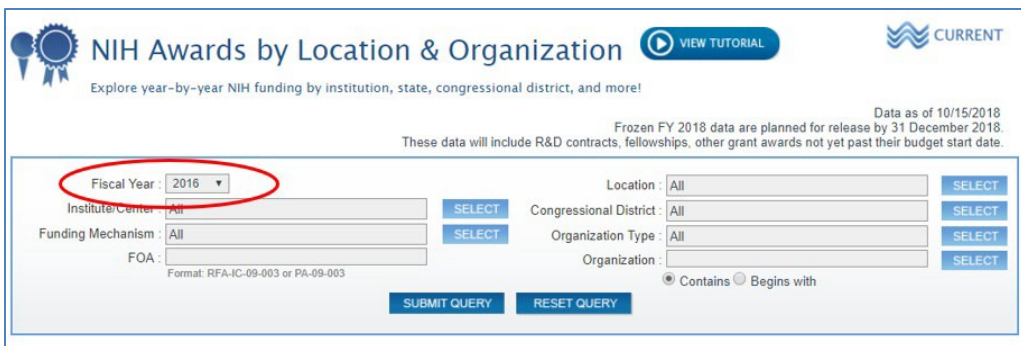 NIH Awards by Location & Organization
VIEW TUTORIAL
CURRENT
Explore year-by-year NIH funding by institution, state, congressional district, and more!
Data as of 10/15/2018
Frozen FY 2018 data are planned for release by 31 December 2018.
These data will include R&D contracts, fellowships, other grant awards not yet past their budget start date.
Fiscal Year : 2016
Institute/Center : All SELECT
Funding Mechanism : All SELECT
FOA :
Format: RFA-IC-09-003 or PA-09-003
Location : All SELECT
Congressional District : All SELECT
Organization Type : All SELECT
Organization : SELECT
Contains Begins with
SUBMIT QUERY RESET QUERY